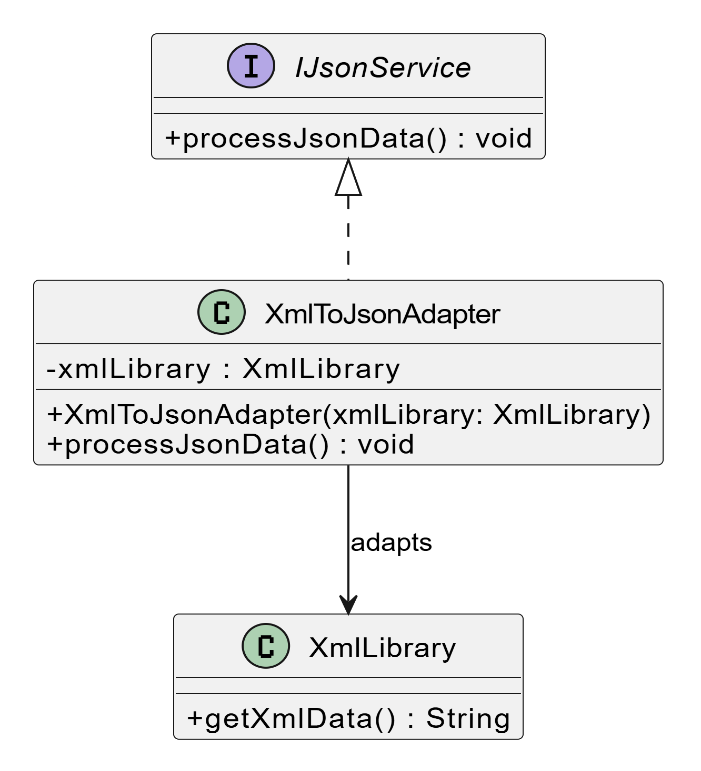 I IJsonService
+processJsonData() : void
C XmlToJsonAdapter
-xmlLibrary : XmlLibrary
+XmlToJsonAdapter(xmlLibrary: XmlLibrary)
+processJsonData() : void
adapts
C XmlLibrary
+getXmlData() : String